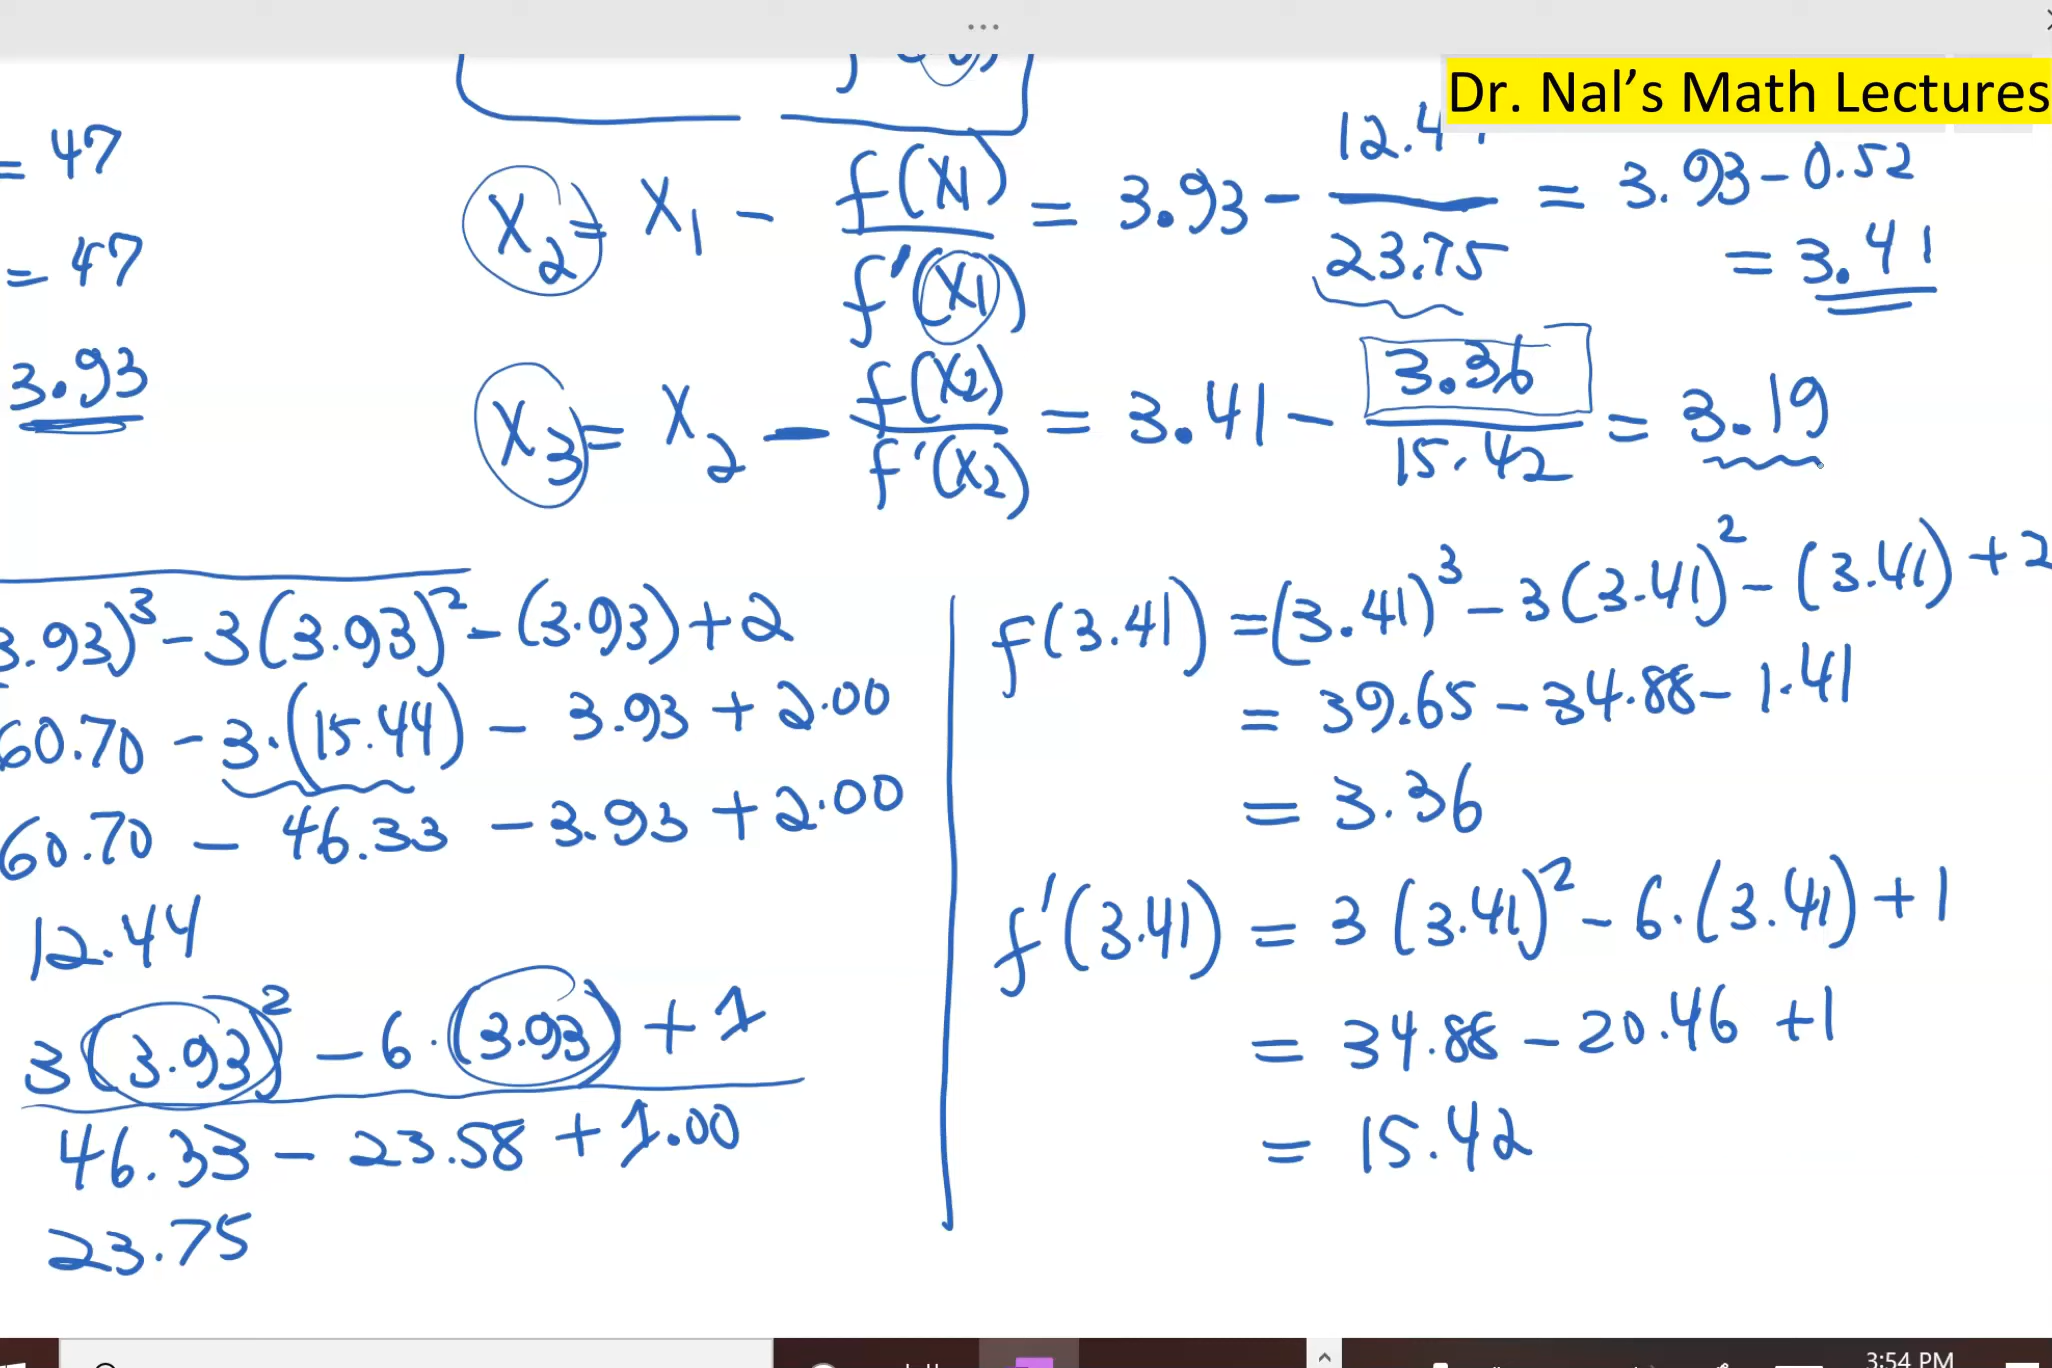 Dr. Nal's Math Lectures
= 47
= 47
3.93
X₂ = X₁ - f(X₁)/f'(X₁) = 3.93 - 12.4/23.75 = 3.93 - 0.52
= 3.41
X₃ = X₂ - f(X₂)/f'(X₂) = 3.41 - 3.36/15.42 = 3.19
3.93)³ - 3(3.93)² - (3.93) + 2
60.70 - 3·(15.44) - 3.93 + 2.00
60.70 - 46.33 - 3.93 + 2.00
12.44
3(3.93)² - 6·(3.93) + 1
46.33 - 23.58 + 1.00
23.75
f(3.41) = (3.41)³ - 3(3.41)² - (3.41) + 2
= 39.65 - 34.88 - 1.41
= 3.36
f'(3.41) = 3(3.41)² - 6·(3.41) + 1
= 34.88 - 20.46 + 1
= 15.42
3:54 PM